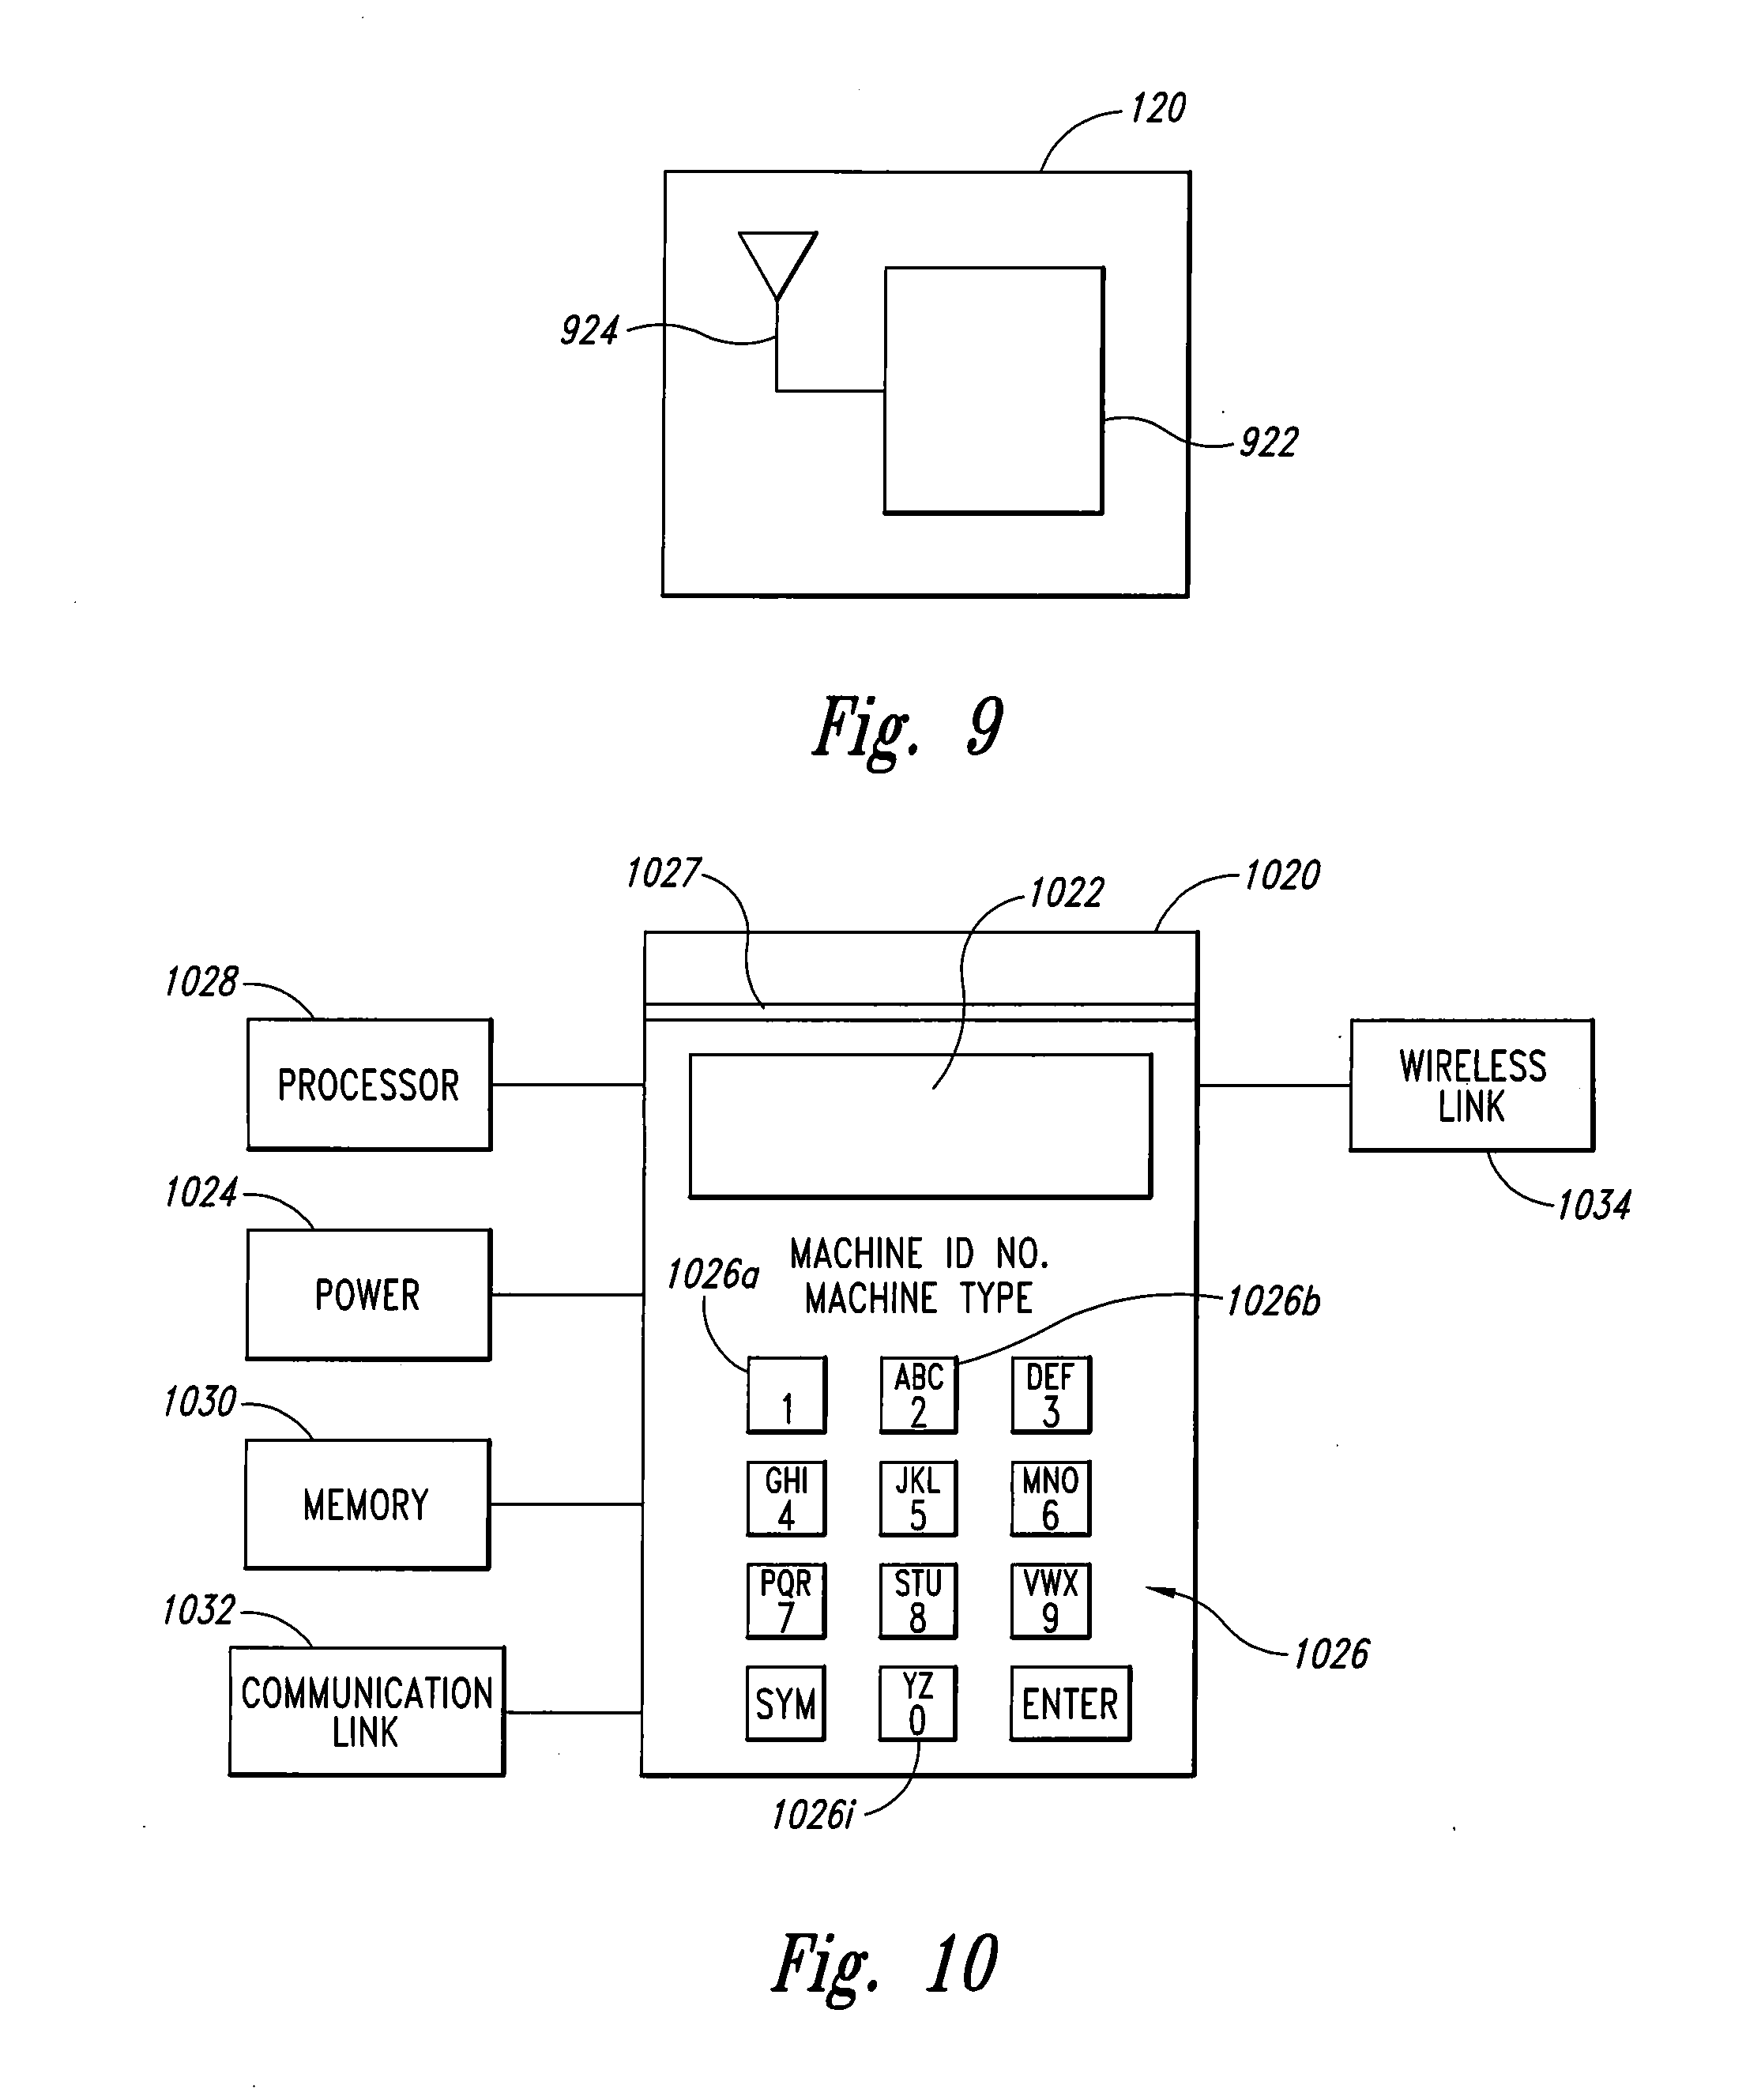 120
924
922
Fig. 9
1027
1022
1020
1028
PROCESSOR
WIRELESS
LINK
1034
1024
POWER
MACHINE ID NO.
MACHINE TYPE
1026a
1026b
1
ABC
2
DEF
3
1030
MEMORY
GHI
4
JKL
5
MNO
6
PQR
7
STU
8
VWX
9
1032
COMMUNICATION
LINK
1026
SYM
YZ
0
ENTER
1026i
Fig. 10